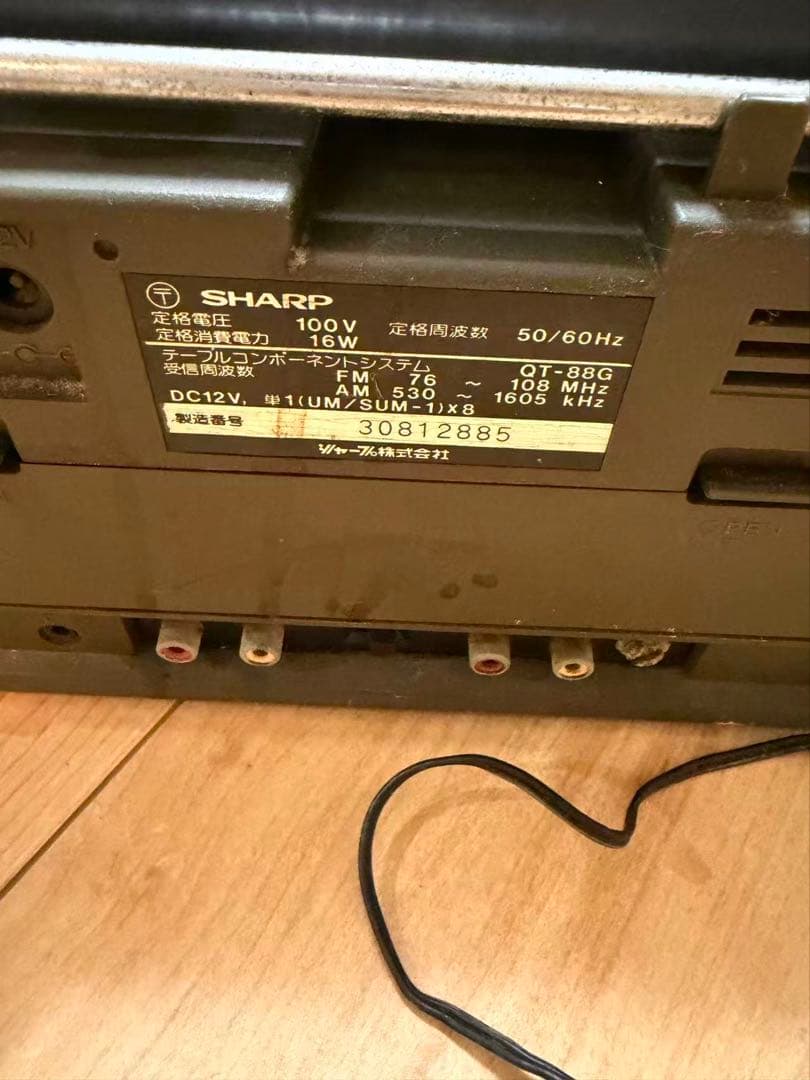 〒 SHARP
定格電圧 100V 定格周波数 50/60Hz
定格消費電力 16W
テーブルコンポーネントシステム QT-88G
受信周波数 FM 76 ~ 108 MHz
AM 530 ~ 1605 kHz
DC12V, 単1(UM/SUM-1)x8
製造番号 30812885
シャープ株式会社
OPEN